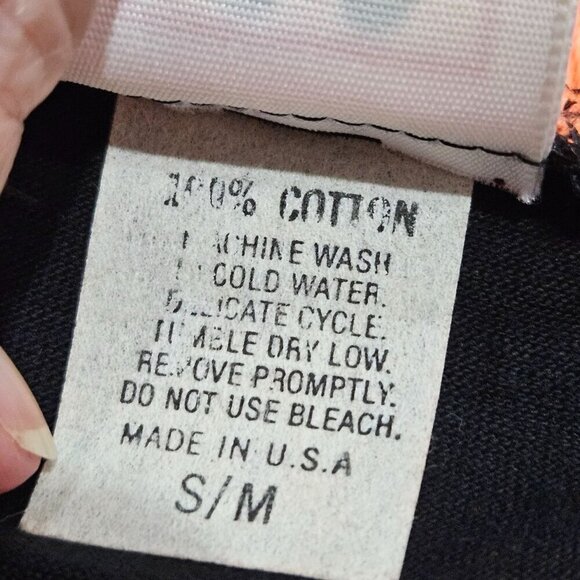 100% COTTON
MACHINE WASH
IN COLD WATER.
DELICATE CYCLE.
TUMBLE DRY LOW.
REMOVE PROMPTLY.
DO NOT USE BLEACH.
MADE IN U.S.A
S/M